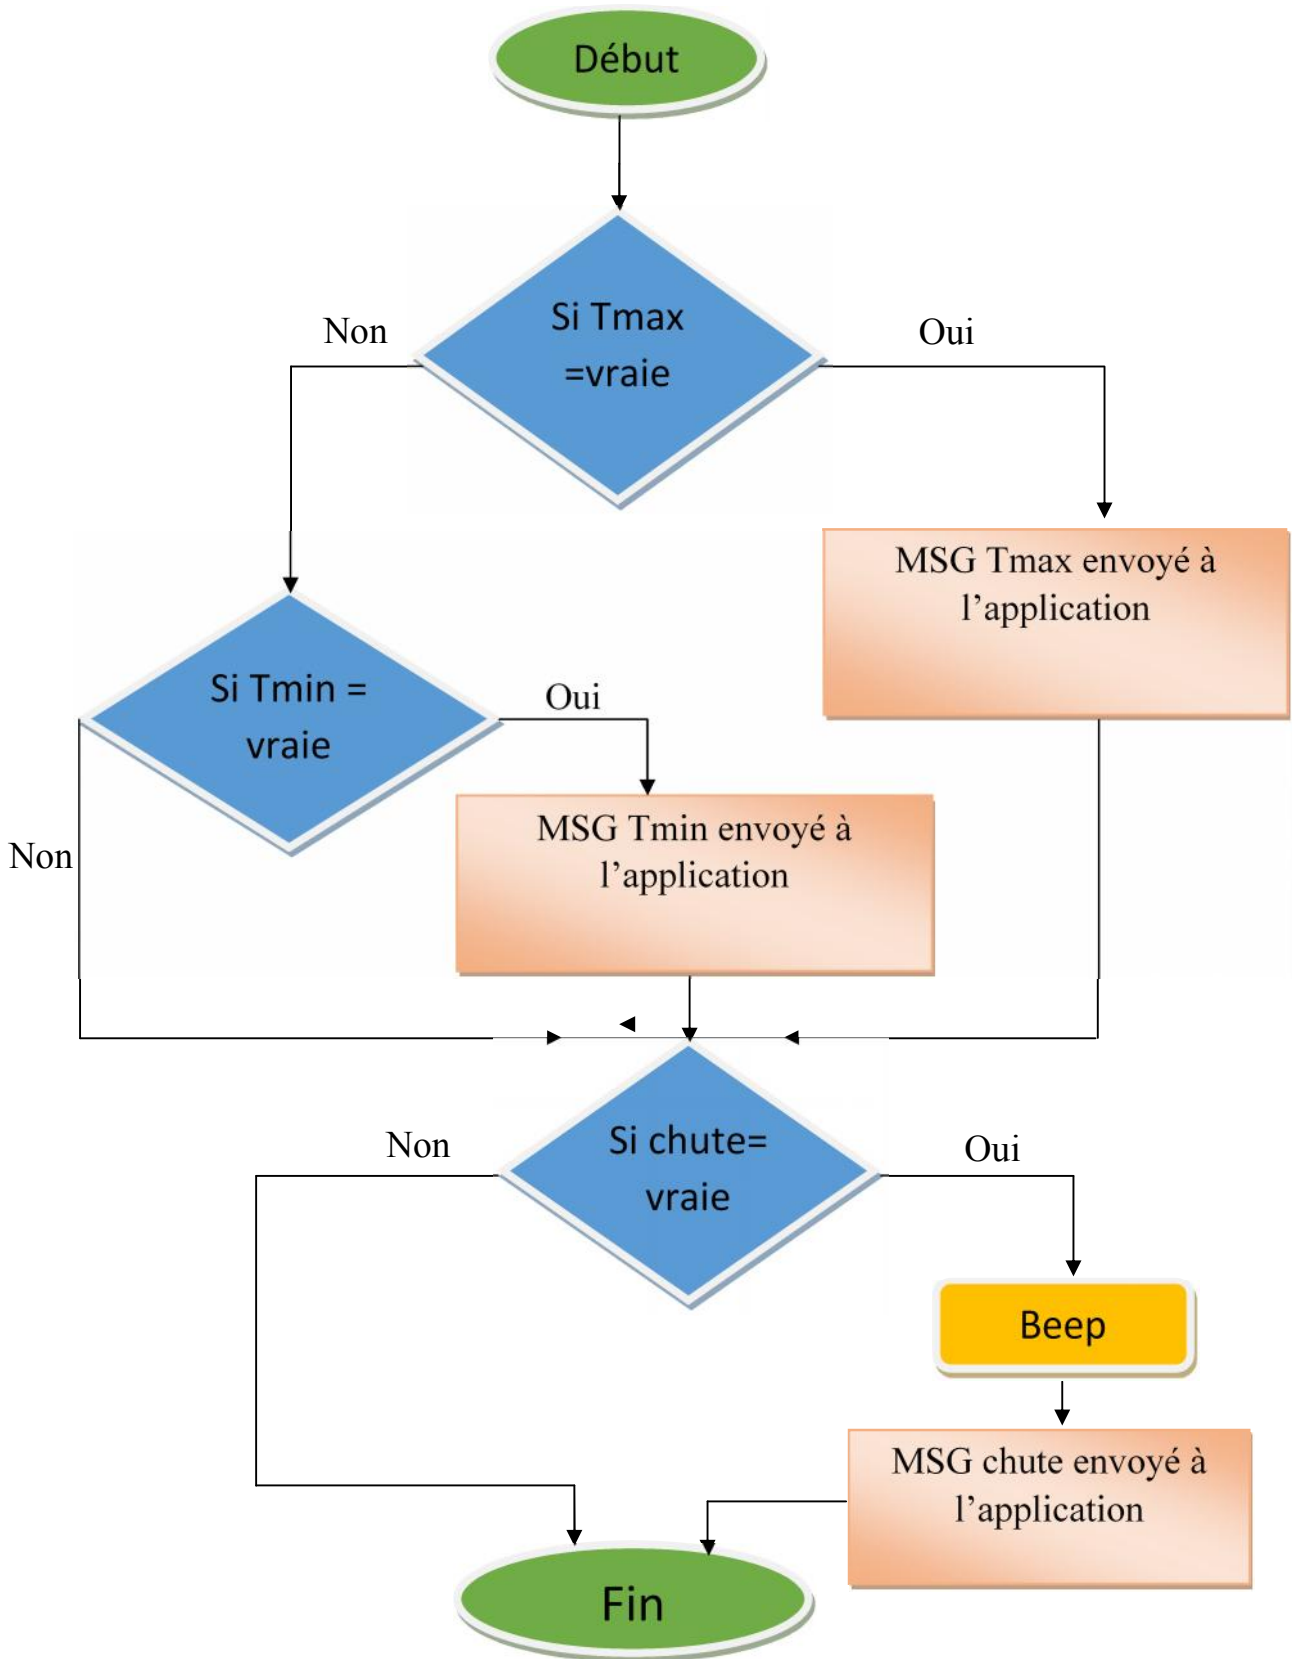 Début
Si Tmax
=vraie
Non
Oui
MSG Tmax envoyé à
l’application
Si Tmin =
vraie
Oui
Non
MSG Tmin envoyé à
l’application
Si chute=
vraie
Non
Oui
Beep
MSG chute envoyé à
l’application
Fin